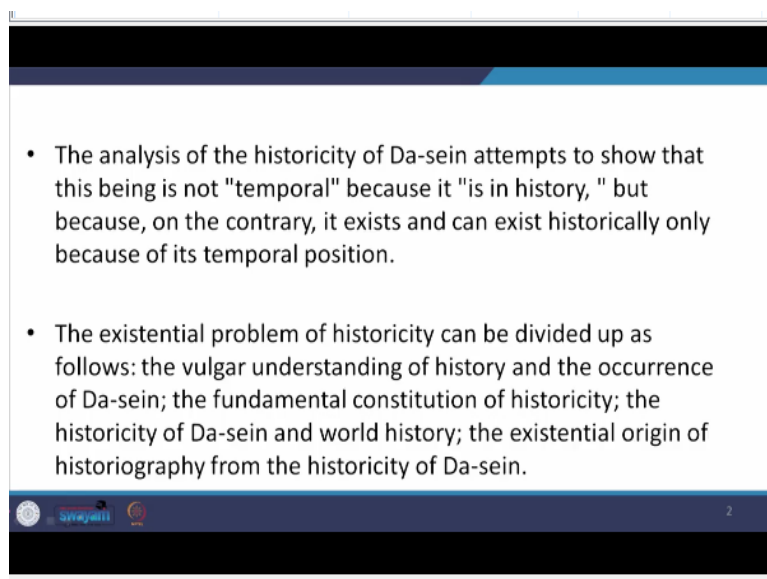 • The analysis of the historicity of Da-sein attempts to show that
this being is not "temporal" because it "is in history, " but
because, on the contrary, it exists and can exist historically only
because of its temporal position.
• The existential problem of historicity can be divided up as
follows: the vulgar understanding of history and the occurrence
of Da-sein; the fundamental constitution of historicity; the
historicity of Da-sein and world history; the existential origin of
historiography from the historicity of Da-sein.
swayam
2